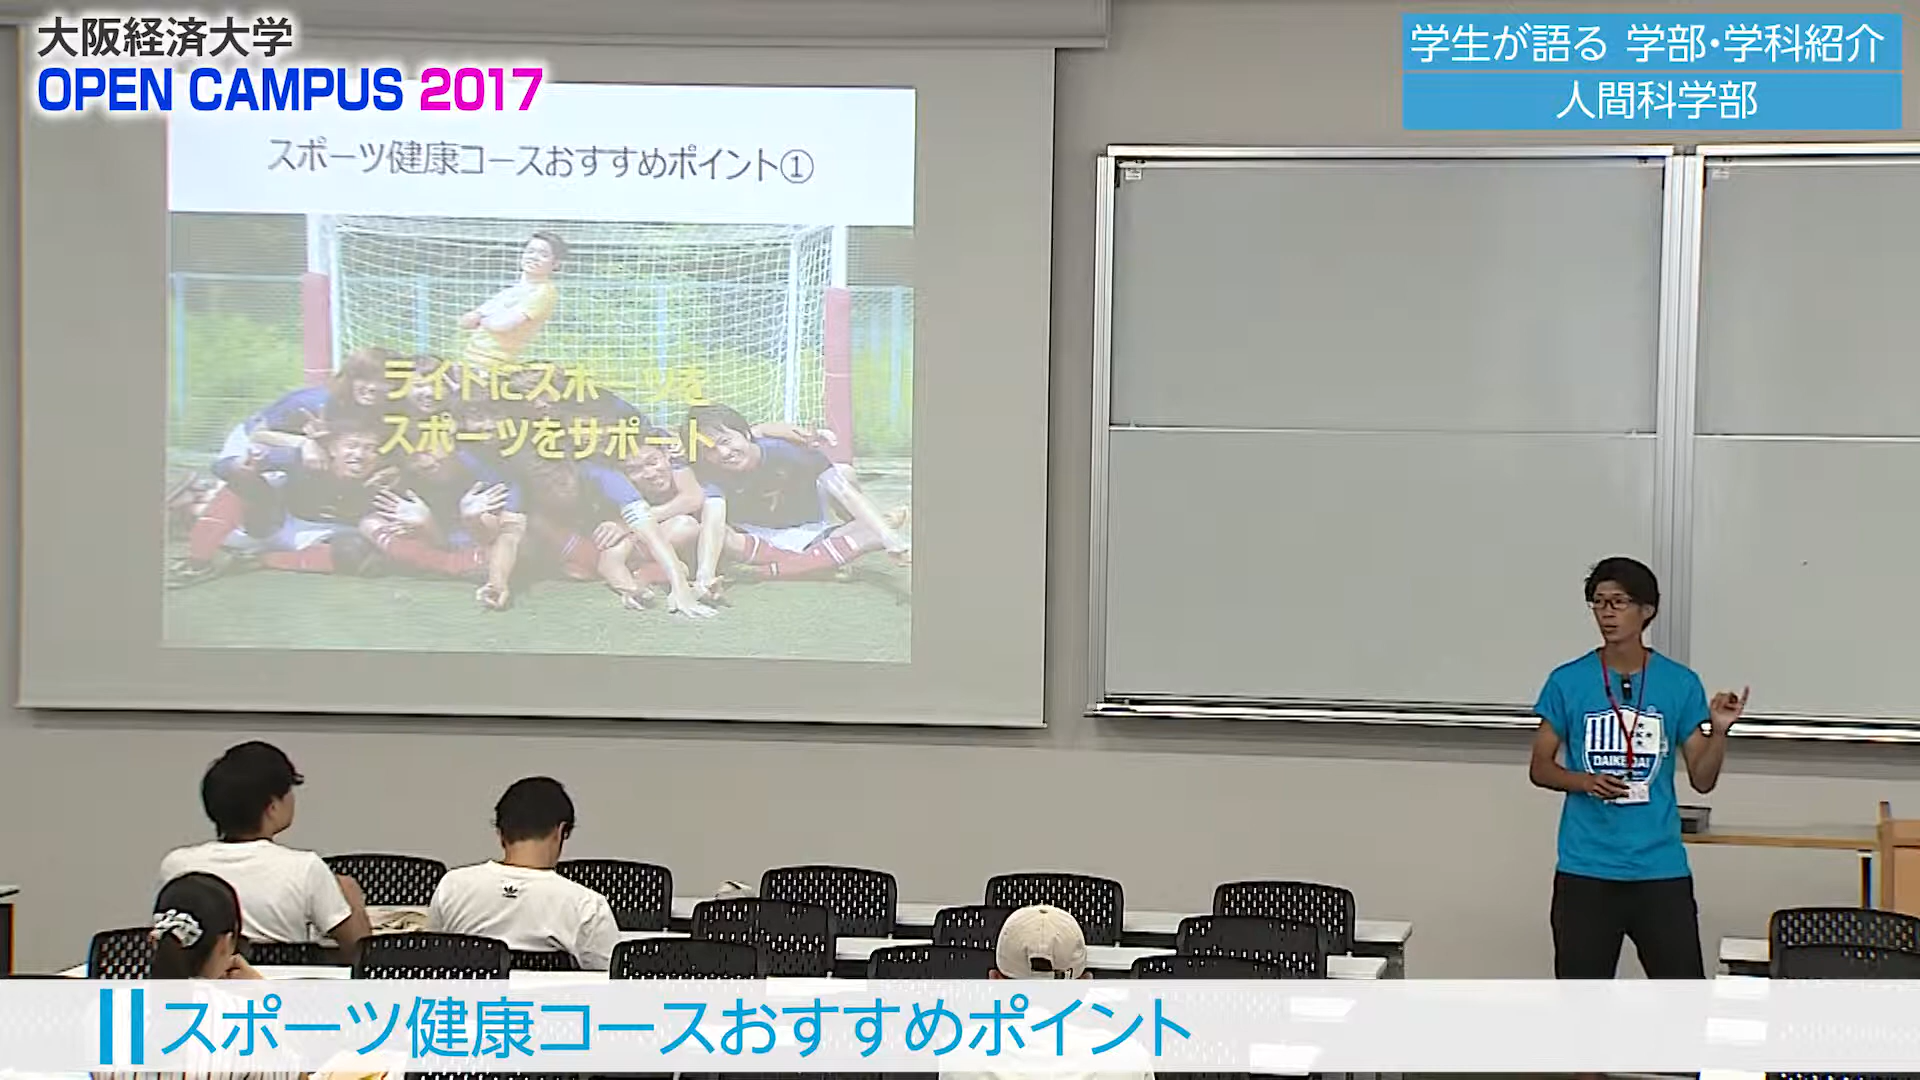 大阪経済大学
OPEN CAMPUS 2017
学生が語る 学部・学科紹介
人間科学部
スポーツ健康コースおすすめポイント①
ライトにスポーツを
スポーツをサポート
DAIKEIDAI
スポーツ健康コースおすすめポイント